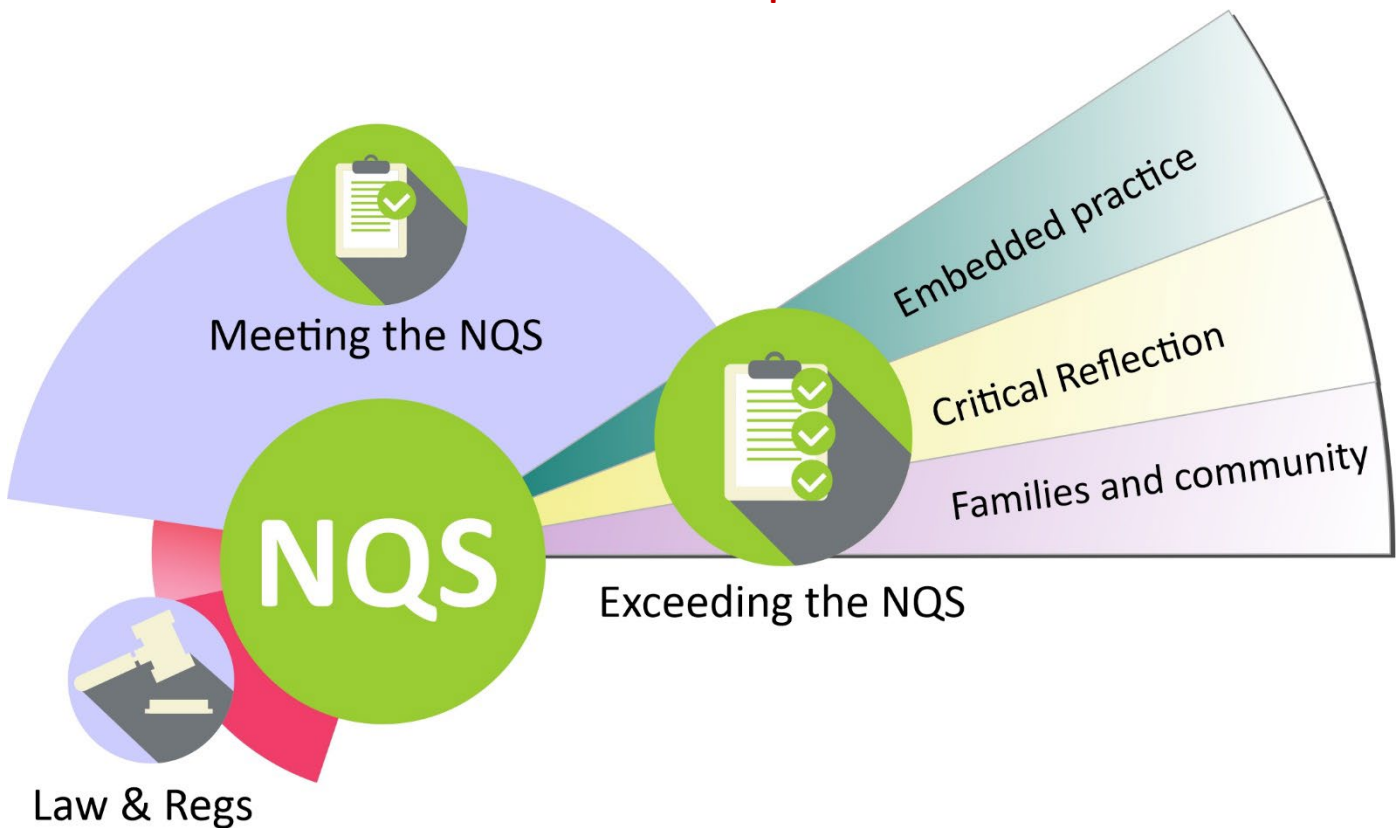 Embedded practice
Meeting the NQS
Critical Reflection
Families and community
NQS
Exceeding the NQS
Law & Regs